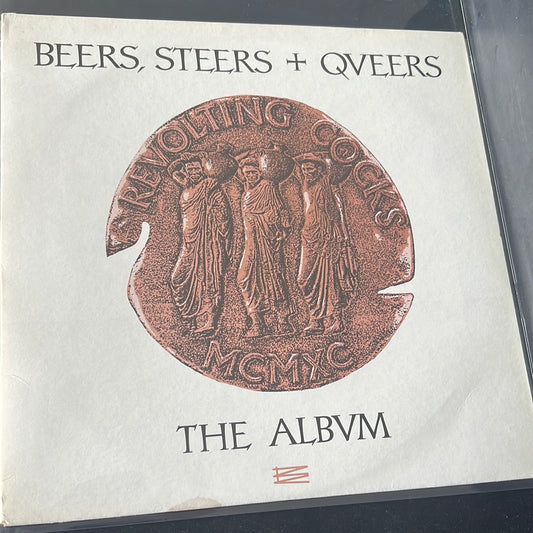 BEERS, STEERS + QVEERS
REVOLTING COCKS
MCMXC
THE ALBVM